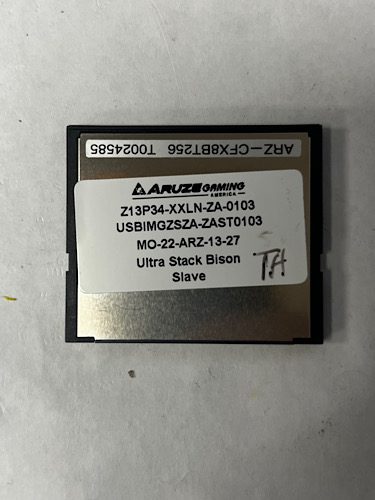 ARZ-CFX8BT256 T0024585
ARUZE GAMING
AMERICA
Z13P34-XXLN-ZA-0103
USBIMGZSZA-ZAST0103
MO-22-ARZ-13-27
Ultra Stack Bison
Slave
TA